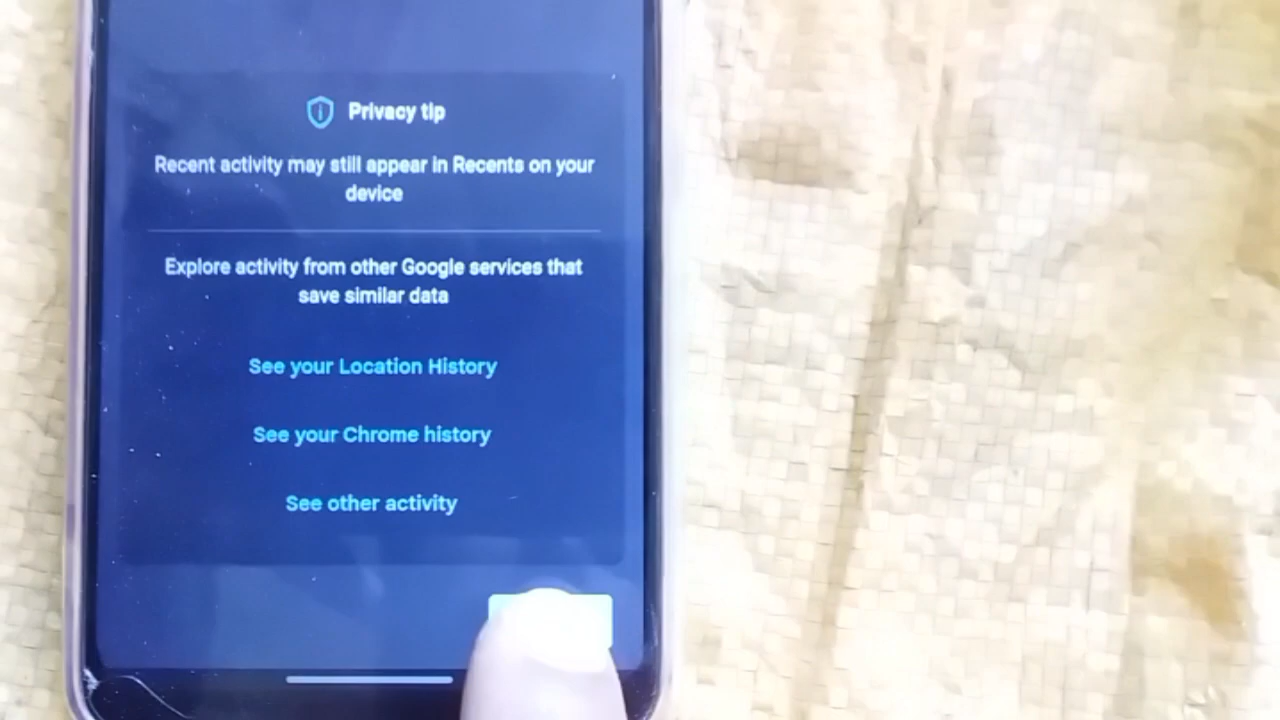 Privacy tip
Recent activity may still appear in Recents on your
device
Explore activity from other Google services that
save similar data
See your Location History
See your Chrome history
See other activity